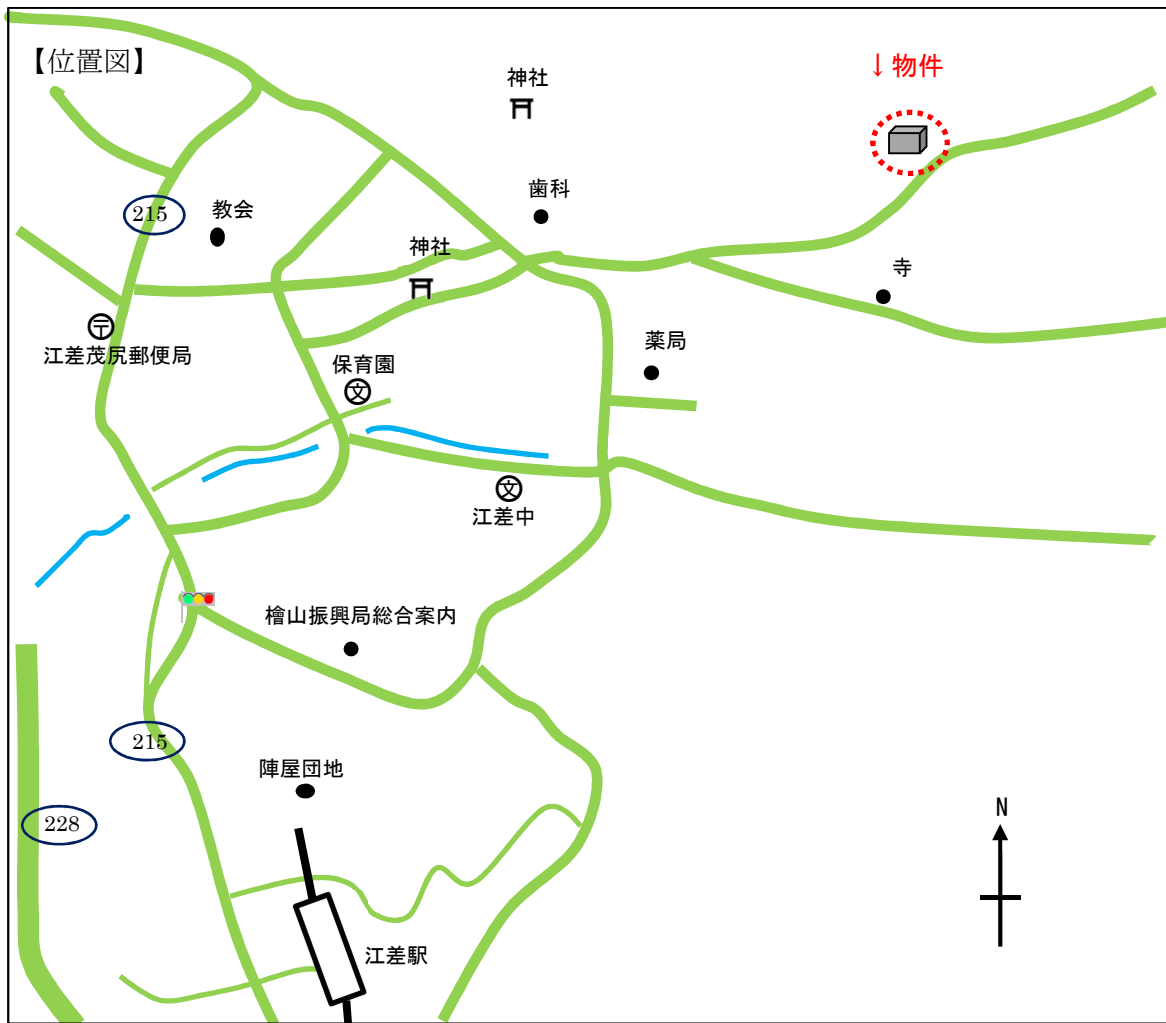 【位置図】
↓物件
神社
歯科
215
教会
神社
寺
江差茂尻郵便局
薬局
保育園
文
文
江差中
檜山振興局総合案内
215
陣屋団地
228
N
江差駅